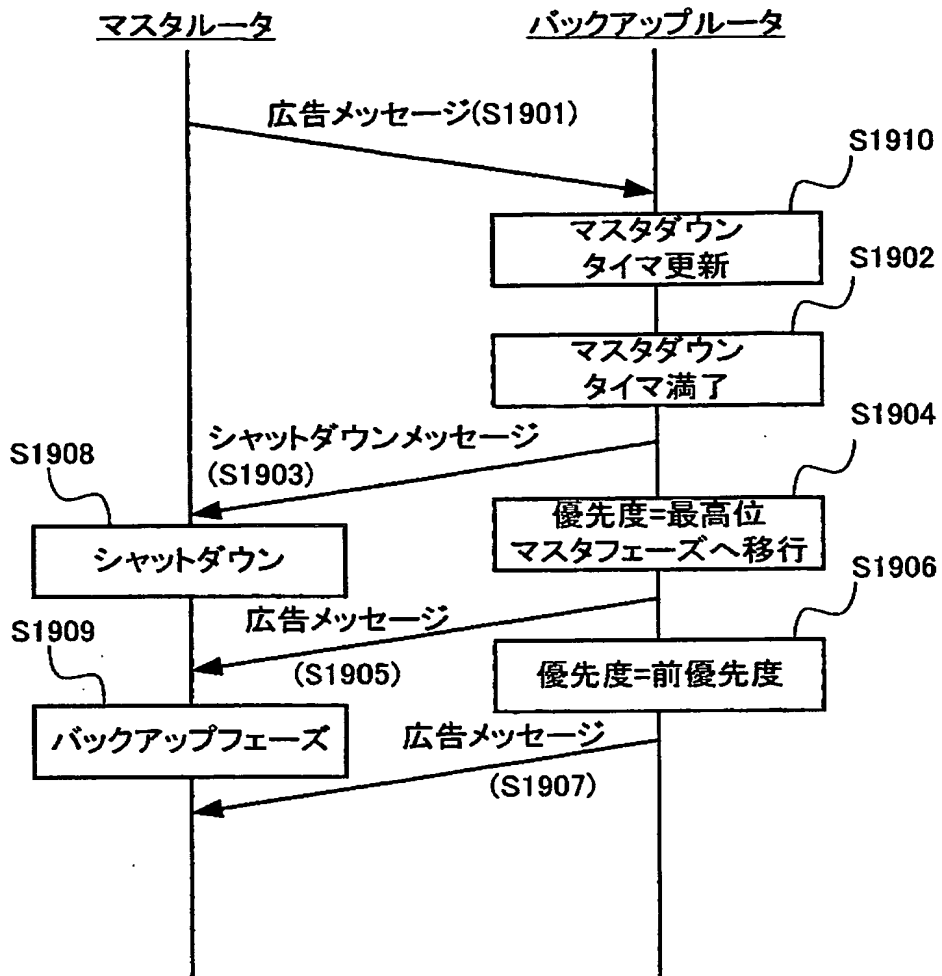 マスタルータ
バックアップルータ
広告メッセージ(S1901)
S1910
マスタダウン
タイマ更新
S1902
マスタダウン
タイマ満了
シャットダウンメッセージ
(S1903)
S1904
S1908
優先度=最高位
マスタフェーズへ移行
シャットダウン
S1906
広告メッセージ
(S1905)
S1909
優先度=前優先度
バックアップフェーズ
広告メッセージ
(S1907)